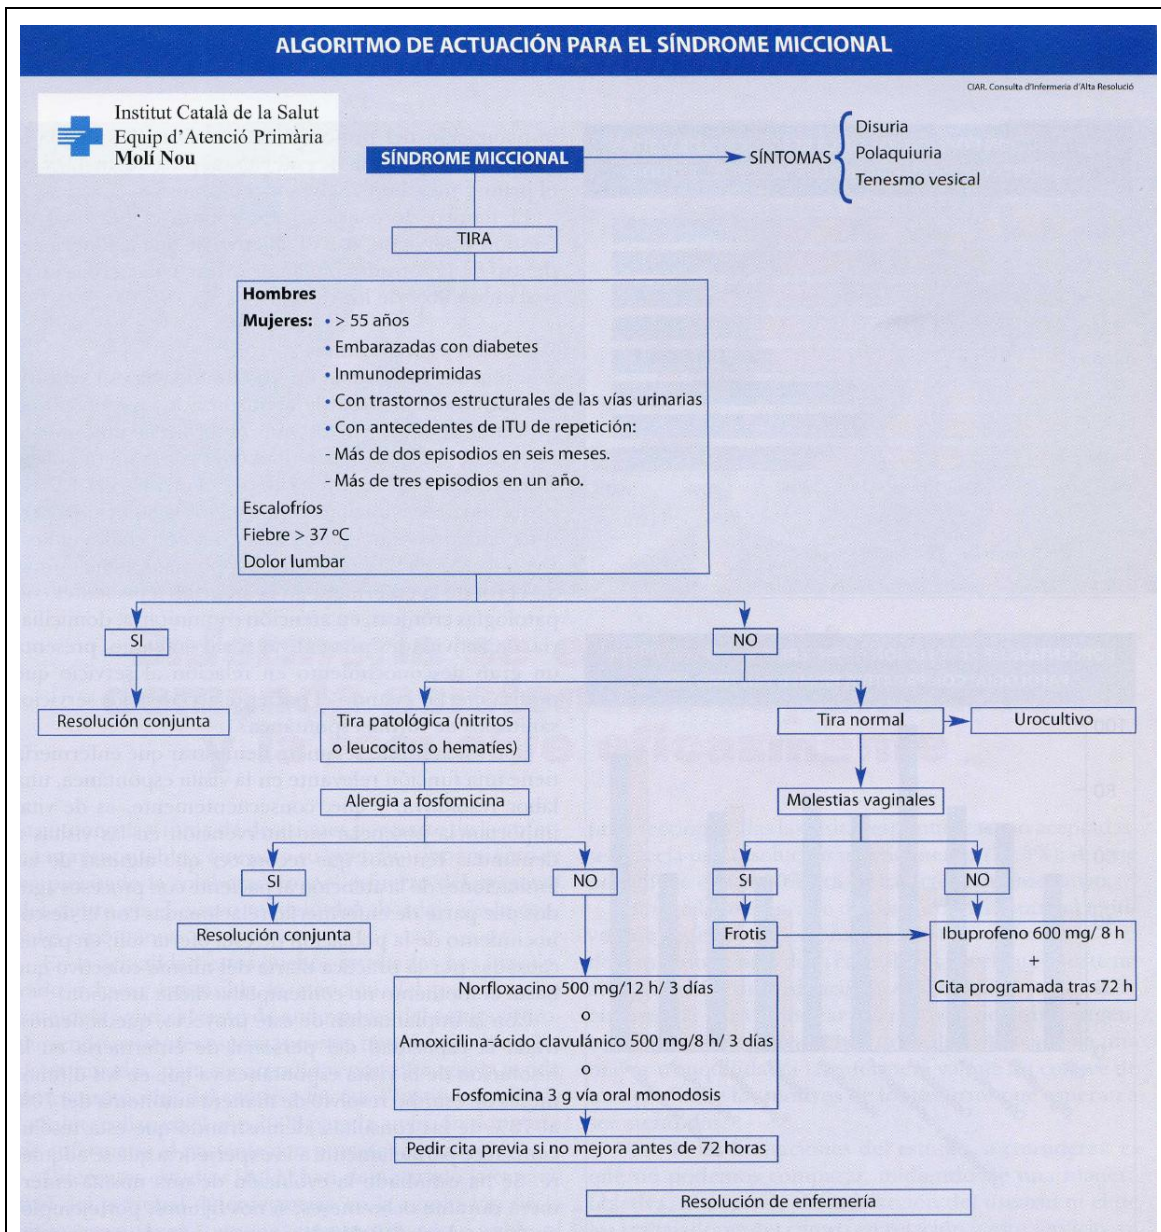 ALGORITMO DE ACTUACIÓN PARA EL SÍNDROME MICCIONAL
CIAR. Consulta d'Infermeria d'Alta Resolució
Institut Català de la Salut
Equip d'Atenció Primària
Molí Nou
SÍNDROME MICCIONAL
SÍNTOMAS
Disuria
Polaquiuria
Tenesmo vesical
TIRA
Hombres
Mujeres: • > 55 años
• Embarazadas con diabetes
• Inmunodeprimidas
• Con trastornos estructurales de las vías urinarias
• Con antecedentes de ITU de repetición:
- Más de dos episodios en seis meses.
- Más de tres episodios en un año.
Escalofríos
Fiebre > 37 ºC
Dolor lumbar
SI
NO
Resolución conjunta
Tira patológica (nitritos
o leucocitos o hematíes)
Tira normal
Urocultivo
Alergia a fosfomicina
Molestias vaginales
SI
NO
SI
NO
Resolución conjunta
Frotis
Ibuprofeno 600 mg/ 8 h
+
Cita programada tras 72 h
Norfloxacino 500 mg/12 h/ 3 días
o
Amoxicilina-ácido clavulánico 500 mg/8 h/ 3 días
o
Fosfomicina 3 g vía oral monodosis
Pedir cita previa si no mejora antes de 72 horas
Resolución de enfermería